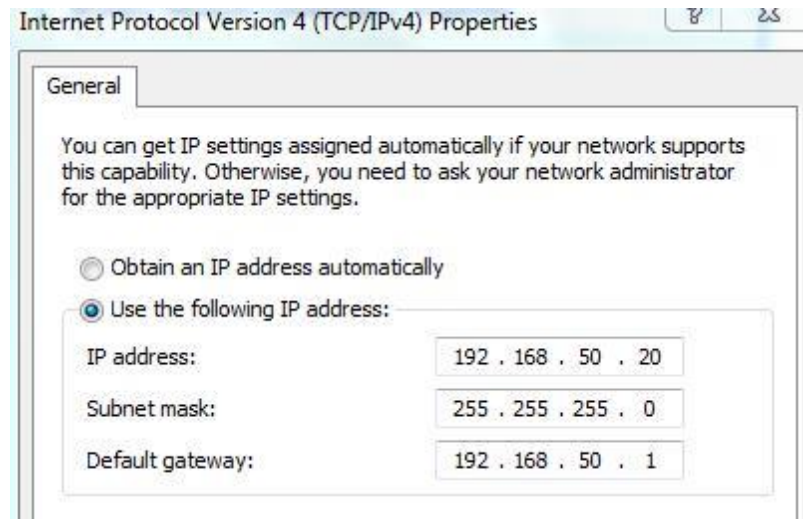 Internet Protocol Version 4 (TCP/IPv4) Properties
General
You can get IP settings assigned automatically if your network supports
this capability. Otherwise, you need to ask your network administrator
for the appropriate IP settings.
Obtain an IP address automatically
Use the following IP address:
IP address: 192 . 168 . 50 . 20
Subnet mask: 255 . 255 . 255 . 0
Default gateway: 192 . 168 . 50 . 1